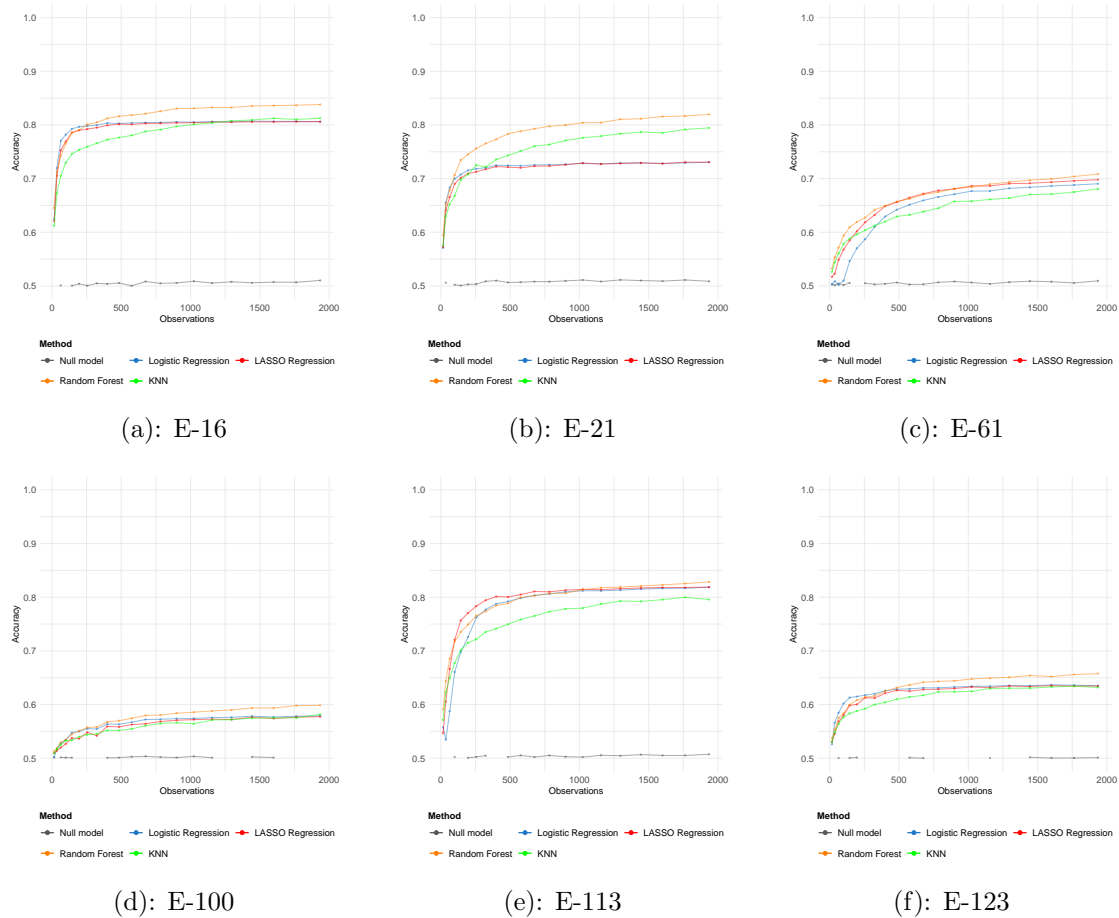 1.0
0.9
0.8
0.7
0.6
0.5
Accuracy
0 500 1000 1500 2000
Observations
Method
Null model Logistic Regression LASSO Regression
Random Forest KNN
(a): E-16
1.0
0.9
0.8
0.7
0.6
0.5
Accuracy
0 500 1000 1500 2000
Observations
Method
Null model Logistic Regression LASSO Regression
Random Forest KNN
(b): E-21
1.0
0.9
0.8
0.7
0.6
0.5
Accuracy
0 500 1000 1500 2000
Observations
Method
Null model Logistic Regression LASSO Regression
Random Forest KNN
(c): E-61
1.0
0.9
0.8
0.7
0.6
0.5
Accuracy
0 500 1000 1500 2000
Observations
Method
Null model Logistic Regression LASSO Regression
Random Forest KNN
(d): E-100
1.0
0.9
0.8
0.7
0.6
0.5
Accuracy
0 500 1000 1500 2000
Observations
Method
Null model Logistic Regression LASSO Regression
Random Forest KNN
(e): E-113
1.0
0.9
0.8
0.7
0.6
0.5
Accuracy
0 500 1000 1500 2000
Observations
Method
Null model Logistic Regression LASSO Regression
Random Forest KNN
(f): E-123